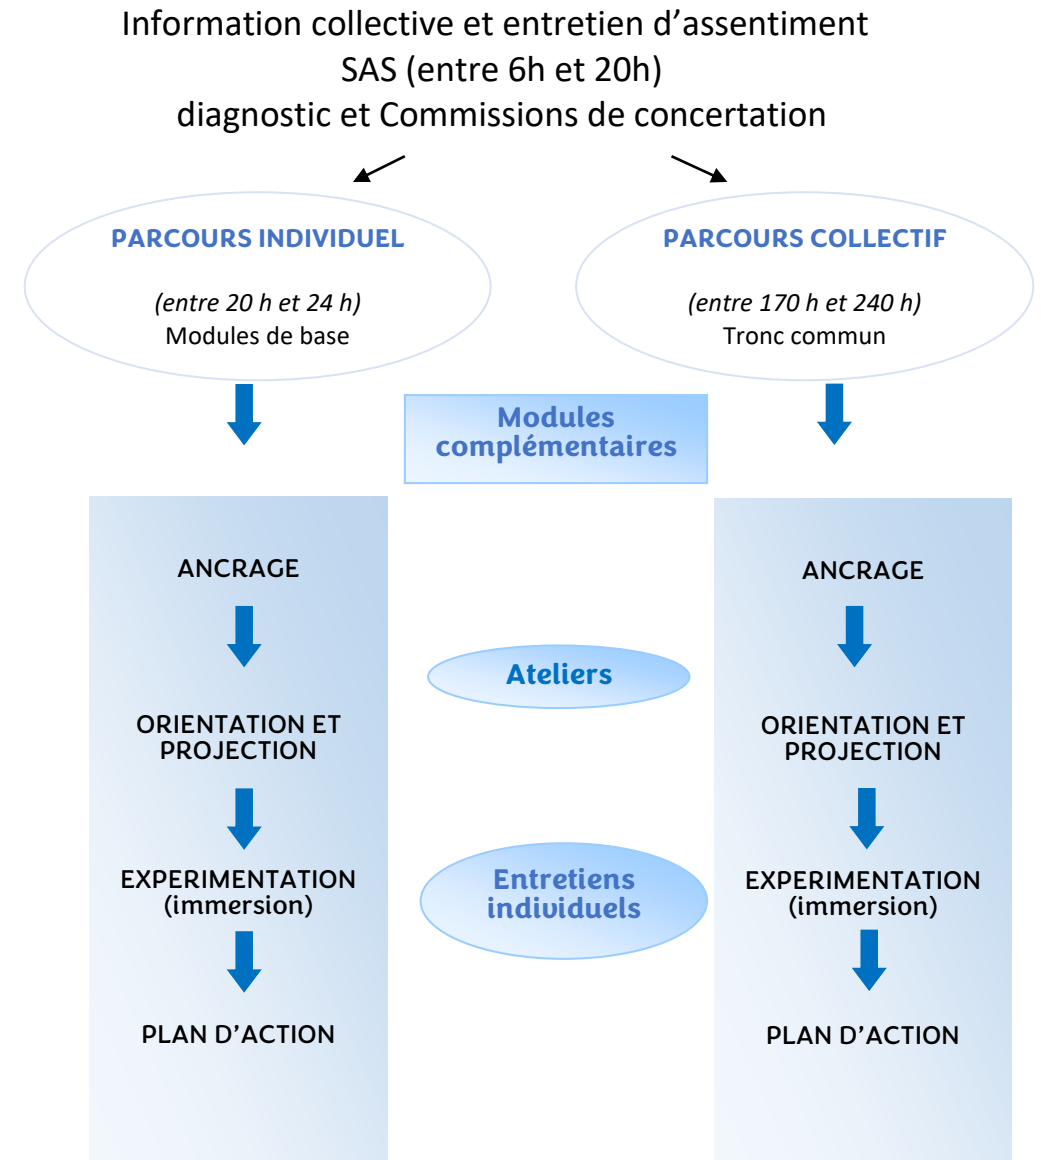 Information collective et entretien d’assentiment
SAS (entre 6h et 20h)
diagnostic et Commissions de concertation
PARCOURS INDIVIDUEL
(entre 20 h et 24 h)
Modules de base
PARCOURS COLLECTIF
(entre 170 h et 240 h)
Tronc commun
Modules
complémentaires
ANCRAGE
ORIENTATION ET
PROJECTION
EXPERIMENTATION
(immersion)
PLAN D’ACTION
Ateliers
Entretiens
individuels
ANCRAGE
ORIENTATION ET
PROJECTION
EXPERIMENTATION
(immersion)
PLAN D’ACTION